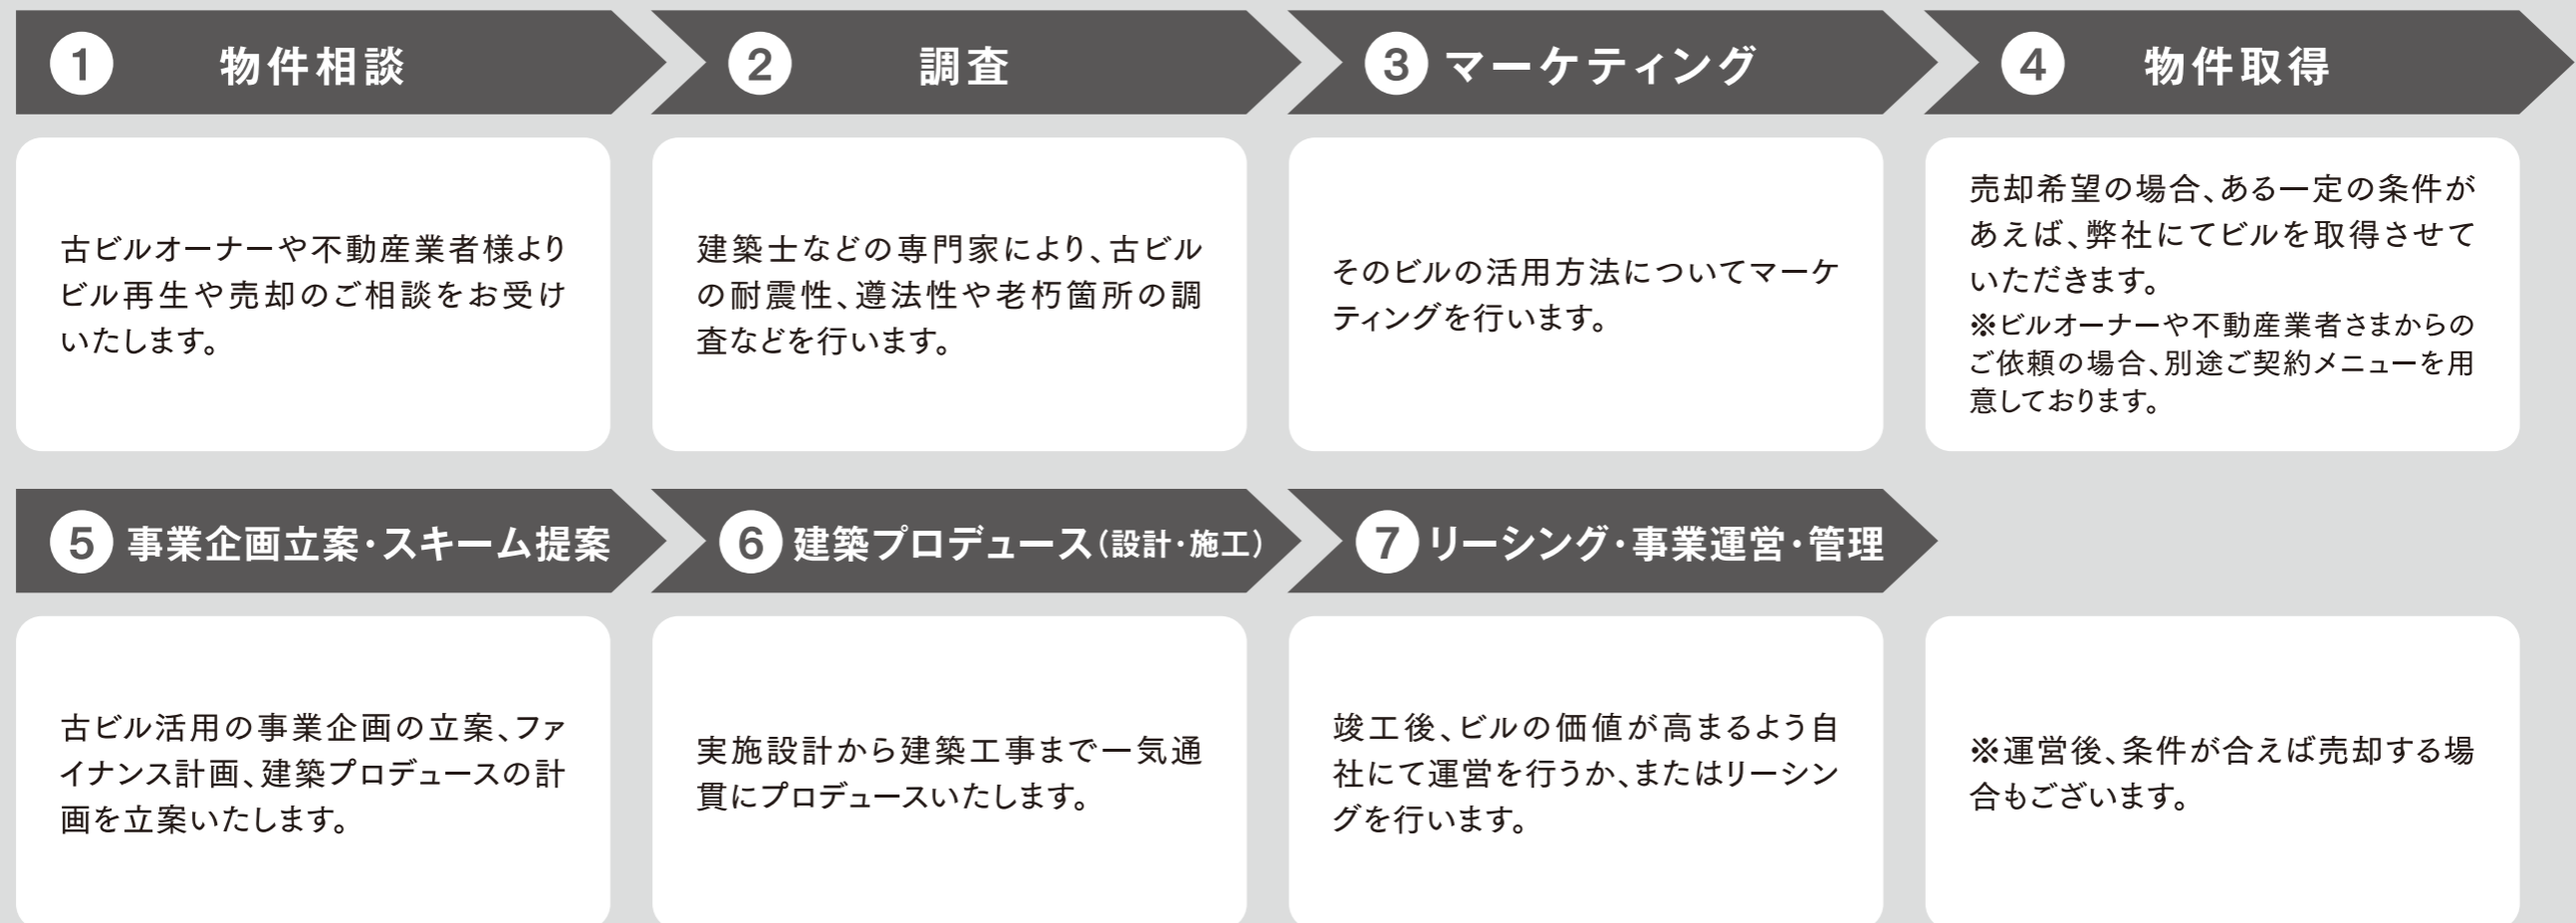 1 物件相談
古ビルオーナーや不動産業者様より
ビル再生や売却のご相談をお受け
いたします。
2 調査
建築士などの専門家により、古ビル
の耐震性、遵法性や老朽箇所の調
査などを行います。
3 マーケティング
そのビルの活用方法についてマーケ
ティングを行います。
4 物件取得
売却希望の場合、ある一定の条件が
あえば、弊社にてビルを取得させて
いただきます。
※ビルオーナーや不動産業者さまからの
ご依頼の場合、別途ご契約メニューを用
意しております。
5 事業企画立案・スキーム提案
古ビル活用の事業企画の立案、ファ
イナンス計画、建築プロデュースの計
画を立案いたします。
6 建築プロデュース(設計・施工)
実施設計から建築工事まで一気通
貫にプロデュースいたします。
7 リーシング・事業運営・管理
竣工後、ビルの価値が高まるよう自
社にて運営を行うか、またはリーシン
グを行います。
※運営後、条件が合えば売却する場
合もございます。